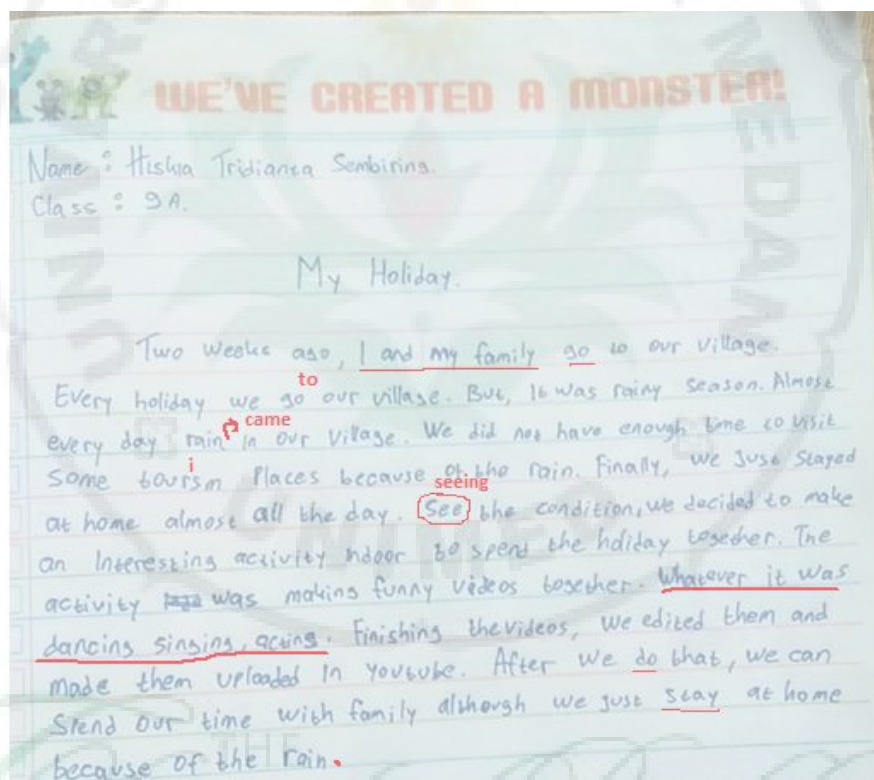 WE'VE CREATED A MONSTER!
Name : Hiskia Tridianta Sembiring.
Class : 9A.
My Holiday.
Two weeks ago, I and my family go to our village.
to
Every holiday we go our village. But, It was rainy season. Almost
came
every day rain in our village. We did not have enough time to visit
i
Some toursm Places because of the rain. Finally, we Just Stayed
seeing
at home almost all the day. See the condition, we decided to make
an Interesting activity indoor to spend the holiday together. The
activity was making funny videos together. Whatever it was
dancing singing, acting. Finishing the videos, we edited them and
made them uploaded in Youtube. After we do that, we can
Spend our time with family although we just stay at home
because of the rain.
UNIVERS
MEDAN
UNIMED
THE